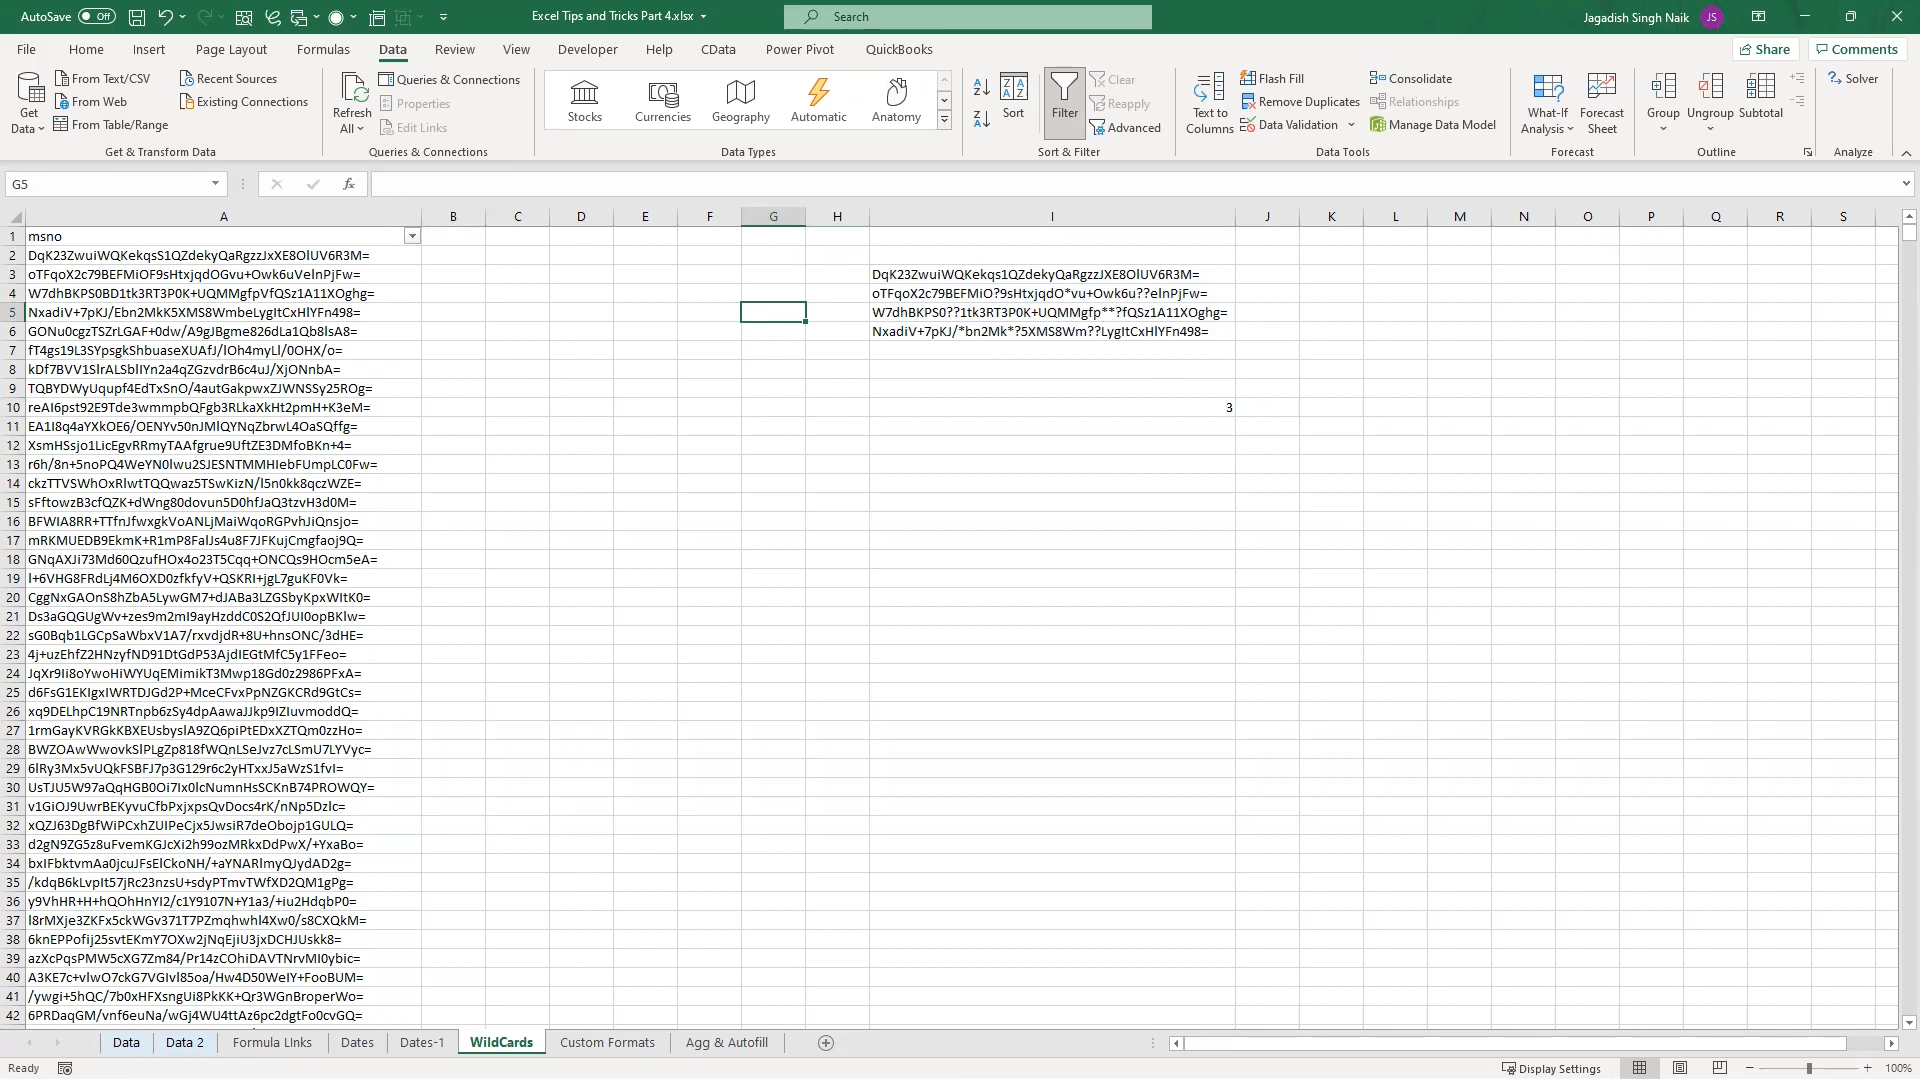 AutoSave Off Excel Tips and Tricks Part 4.xlsx Search Jagadish Singh Naik JS
File Home Insert Page Layout Formulas Data Review View Developer Help CData Power Pivot QuickBooks Share Comments
Get Data From Text/CSV From Web From Table/Range Recent Sources Existing Connections
Get & Transform Data
Refresh All Queries & Connections Properties Edit Links
Queries & Connections
Stocks Currencies Geography Automatic Anatomy
Data Types
Sort Filter Clear Reapply Advanced
Sort & Filter
Text to Columns Flash Fill Remove Duplicates Data Validation Consolidate Relationships Manage Data Model
Data Tools
What-If Analysis Forecast Sheet
Forecast
Group Ungroup Subtotal
Outline
Solver
Analyze
G5 fx
A B C D E F G H I J K L M N O P Q R S
1 msno
2 DqK23ZwuiWQKekqsS1QZdekyQaRgzzJxXE8OlUV6R3M=
3 oTFqoX2c79BEFMiOF9sHtxjqdOGvu+Owk6uVelnPjFw= DqK23ZwuiWQKekqs1QZdekyQaRgzzJXE8OlUV6R3M=
4 W7dhBKPS0BD1tk3RT3P0K+UQMMgfpVfQSz1A11XOghg= oTFqoX2c79BEFMiO?9sHtxjqdO*vu+Owk6u??elnPjFw=
5 NxadiV+7pKJ/Ebn2MkK5XMS8WmbeLygItCxHlYFn498= W7dhBKPS0??1tk3RT3P0K+UQMMgfp**?fQSz1A11XOghg=
6 GONu0cgzTSZrLGAF+0dw/A9gJBgme826dLa1Qb8lsA8= NxadiV+7pKJ/*bn2Mk*?5XMS8Wm??LygItCxHlYFn498=
7 fT4gs19L3SYpsgkShbuaseXUAfJ/lOh4myLl/0OHX/o=
8 kDf7BVV1SlrALSblIYn2a4qZGzvdrB6c4uJ/XjONnbA=
9 TQBYDWyUqupf4EdTxSnO/4autGakpwxZJWNSSy25ROg=
10 reAI6pst92E9Tde3wmmpbQFgb3RLkaXkHt2pmH+K3eM= 3
11 EA1I8q4aYXkOE6/OENYv50nJMlQYNqZbrwL4OaSQffg=
12 XsmHSsjo1LicEgvRRmyTAAfgrue9UftZE3DMfoBKn+4=
13 r6h/8n+5noPQ4WeYN0lwu2SJESNTMMHIebFUmpLC0Fw=
14 ckzTTVSWhOxRlwtTQQwaz5TSwKizN/l5n0kk8qczWZE=
15 sFftowzB3cfQZK+dWng80dovun5D0hfJaQ3tzvH3d0M=
16 BFWIA8RR+TTfnJfwxgkVoANLjMaiWqoRGPvhJiQnsjo=
17 mRKMUEDB9EkmK+R1mP8FalJs4u8F7JFKujCmgfaoj9Q=
18 GNqAXJi73Md60QzufHOx4o23T5Cqq+ONCQs9HOcm5eA=
19 l+6VHG8FRdLj4M6OXD0zfkfyV+QSKRI+jgL7guKF0Vk=
20 CggNxGAOnS8hZbA5LywGM7+dJABa3LZGSbyKpxWItK0=
21 Ds3aGQGUgWv+zes9m2mI9ayHzddC0S2QfJUI0opBKlw=
22 sG0Bqb1LGCpSaWbxV1A7/rxvdjdR+8U+hnsONC/3dHE=
23 4j+uzEhfZ2HNzyfND91DtGdP53AjdIEGtMfC5y1FFeo=
24 JqXr9Ii8oYwoHiWYUqEMimikT3Mwp18Gd0z2986PFxA=
25 d6FsG1EKIgxIWRTDJGd2P+MceCFvxPpNZGKCRd9GtCs=
26 xq9DELhpC19NRTnpb6zSy4dpAawaJJkp9IZIuvmoddQ=
27 1rmGayKVRGkKBXEUsbyslA9ZQ6piPtEDxXZTQm0zzHo=
28 BWZOAwWwovkSlPLgZp818fWQnLSeJvz7cLSmU7LYVyc=
29 6lRy3Mx5vUQkFSBFJ7p3G129r6c2yHTxxJ5aWzS1fvI=
30 UsTJU5W97aQqHGB0Oi7Ix0lcNumnHsSCKnB74PROWQY=
31 v1GiOJ9UwrBEKyvuCfbPxjxpsQvDocs4rK/nNp5Dzlc=
32 xQZJ63DgBfWiPCxhZUIPeCjx5JwsiR7deObojp1GULQ=
33 d2gN9ZG5z8uFvemKGJcXi2h99ozMRkxDdPwX/+YxaBo=
34 bxIFbktvmAa0jcuJFsElCkoNH/+aYNARlmyQJydAD2g=
35 /kdqB6kLvpIt57jRc23nzsU+sdyPTmvTWfXD2QM1gPg=
36 y9VhHR+H+hQOhHnYI2/c1Y9107N+Y1a3/+iu2HdqbP0=
37 l8rMXje3ZKFx5ckWGv371T7PZmqhwhl4Xw0/s8CXQkM=
38 6knEPPofij25svtEKmY7OXw2jNqEjiU3jxDCHJUskk8=
39 azXcPqsPMW5cXG7Zm84/Pr14zCOhiDAVTNrvMI0ybic=
40 A3KE7c+vlwO7ckG7VGIvl85oa/Hw4D50WeIY+FooBUM=
41 /ywgi+5hQC/7b0xHFXsngUi8PkKK+Qr3WGnBroperWo=
42 6PRDaqGM/vnf6euNa/wGj4WU4ttAz6pc2dgtFo0cvGQ=
Data Data 2 Formula LInks Dates Dates-1 WildCards Custom Formats Agg & Autofill
Ready Display Settings 100%